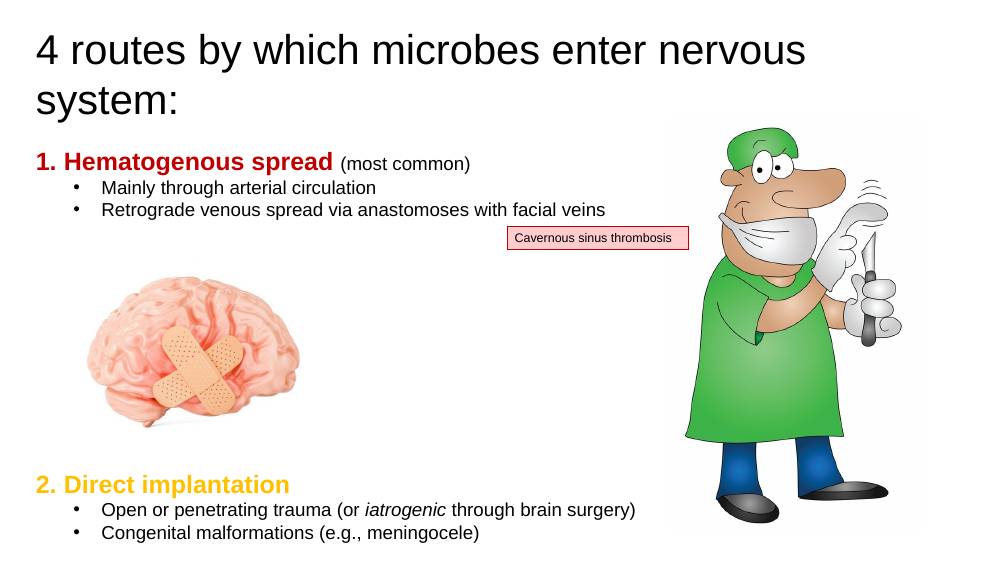 4 routes by which microbes enter nervous
system:
1. Hematogenous spread (most common)
• Mainly through arterial circulation
• Retrograde venous spread via anastomoses with facial veins
Cavernous sinus thrombosis
2. Direct implantation
• Open or penetrating trauma (or iatrogenic through brain surgery)
• Congenital malformations (e.g., meningocele)